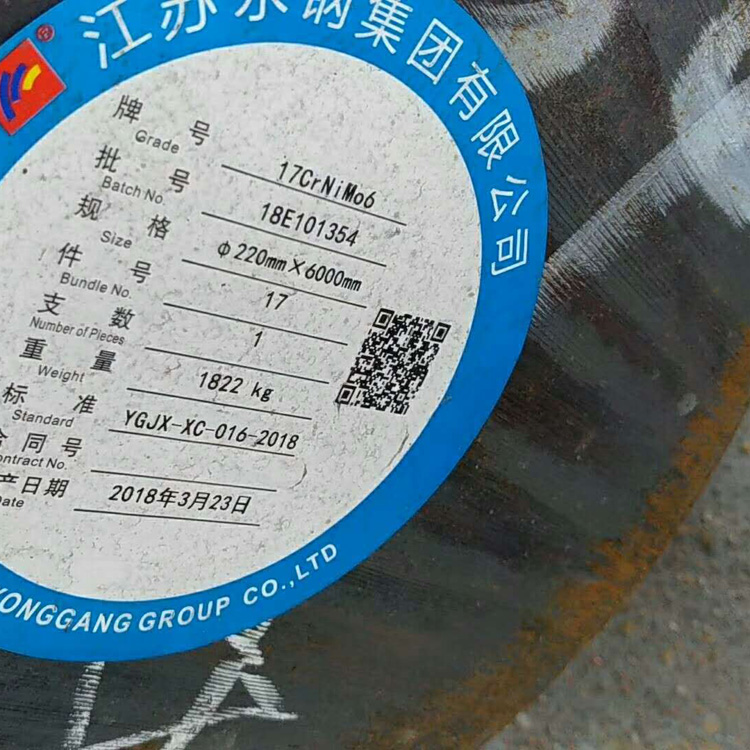 江苏永钢集团有限公司
牌 号 Grade 17CrNiMo6
批 号 Batch No. 18E101354
规 格 Size φ220mm×6000mm
件 号 Bundle No. 17
支 数 Number of Pieces 1
重 量 Weight 1822 kg
标 准 Standard YGJX-XC-016-2018
合同号 ontract No.
产日期 ate 2018年3月23日
ONGGANG GROUP CO.,LTD